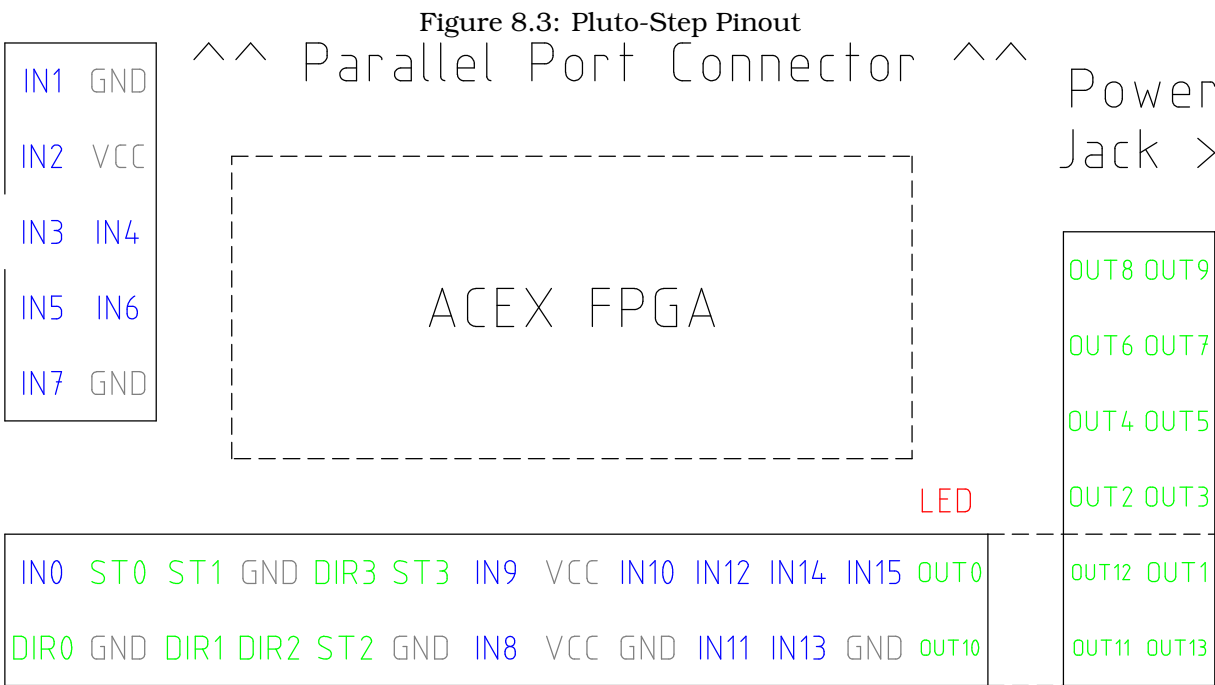 Figure 8.3: Pluto-Step Pinout
^^ Parallel Port Connector ^^
Power
Jack >
IN1 GND
IN2 VCC
IN3 IN4
IN5 IN6
IN7 GND
ACEX FPGA
OUT8 OUT9
OUT6 OUT7
OUT4 OUT5
OUT2 OUT3
LED
IN0 ST0 ST1 GND DIR3 ST3 IN9 VCC IN10 IN12 IN14 IN15 OUT0 OUT12 OUT1
DIR0 GND DIR1 DIR2 ST2 GND IN8 VCC GND IN11 IN13 GND OUT10 OUT11 OUT13